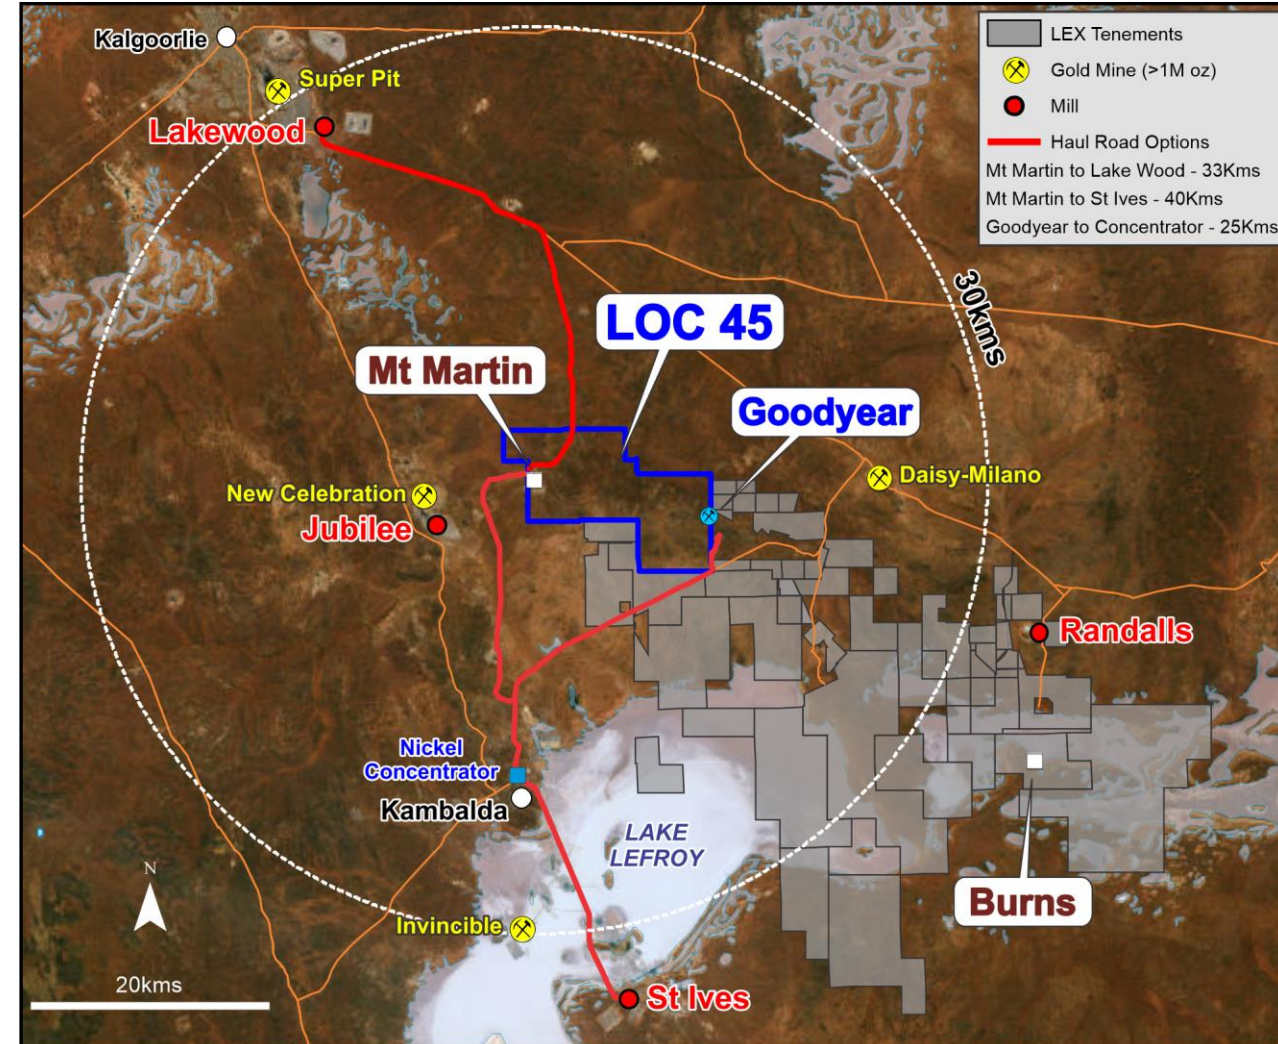 Kalgoorlie
Super Pit
Lakewood
LEX Tenements
Gold Mine (>1M oz)
Mill
Haul Road Options
Mt Martin to Lake Wood - 33Kms
Mt Martin to St Ives - 40Kms
Goodyear to Concentrator - 25Kms
30kms
LOC 45
Mt Martin
Goodyear
Daisy-Milano
New Celebration
Jubilee
Randalls
Nickel
Concentrator
Kambalda
LAKE
LEFROY
Burns
N
Invincible
20kms
St Ives